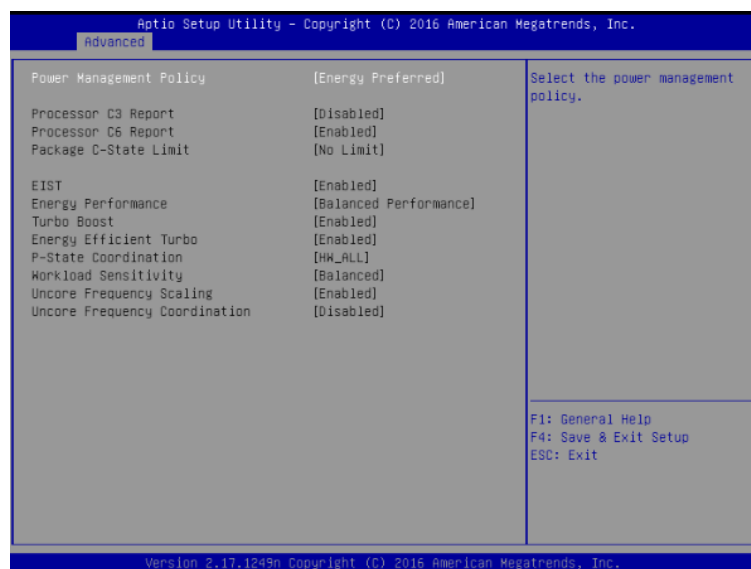 Aptio Setup Utility - Copyright (C) 2016 American Megatrends, Inc.
Advanced
Power Management Policy [Energy Preferred]
Processor C3 Report [Disabled]
Processor C6 Report [Enabled]
Package C-State Limit [No Limit]
EIST [Enabled]
Energy Performance [Balanced Performance]
Turbo Boost [Enabled]
Energy Efficient Turbo [Enabled]
P-State Coordination [HW_ALL]
Workload Sensitivity [Balanced]
Uncore Frequency Scaling [Enabled]
Uncore Frequency Coordination [Disabled]
Select the power management
policy.
F1: General Help
F4: Save & Exit Setup
ESC: Exit
Version 2.17.1249n Copyright (C) 2016 American Megatrends, Inc.